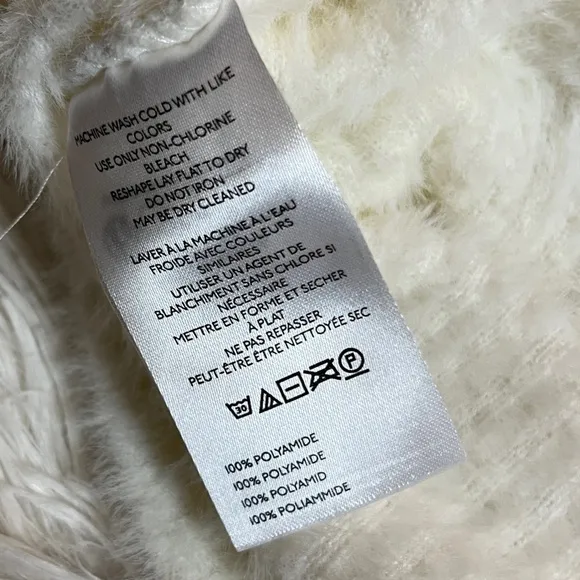 MACHINE WASH COLD WITH LIKE
COLORS
USE ONLY NON-CHLORINE
BLEACH
RESHAPE LAY FLAT TO DRY
DO NOT IRON
MAY BE DRY CLEANED
LAVER À LA MACHINE À L'EAU
FROIDE AVEC COULEURS
SIMILAIRES
UTILISER UN AGENT DE
BLANCHIMENT SANS CHLORE SI
NÉCESSAIRE
METTRE EN FORME ET SECHER
À PLAT
NE PAS REPASSER
PEUT-ÊTRE ÊTRE NETTOYÉE SEC
30 P
100% POLYAMIDE
100% POLYAMIDE
100% POLYAMID
100% POLIAMMIDE